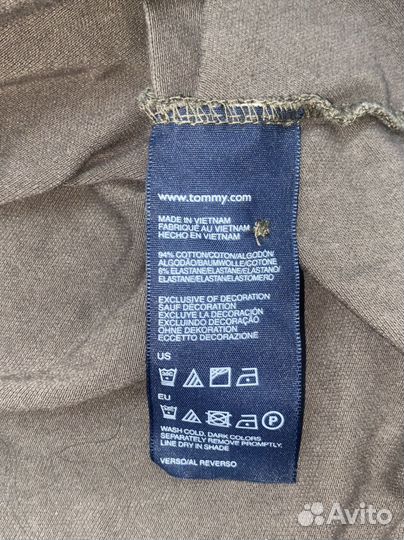 www.tommy.com
MADE IN VIETNAM
FABRIQUÉ AU VIETNAM
HECHO EN VIETNAM
94% COTTON/COTON/ALGODÓN/
ALGODÃO/BAUMWOLLE/COTONE
6% ELASTANE/ELASTANE/ELASTANO/
ELASTANE/ELASTAN/ELASTOMERO
EXCLUSIVE OF DECORATION
SAUF DÉCORATION
EXCLUYE LA DECORACIÓN
EXCLUINDO DECORAÇÃO
OHNE DEKORATION
ECCETTO DECORAZIONE
US
EU
P
WASH COLD. DARK COLORS
SEPARATELY REMOVE PROMPTLY.
LINE DRY IN SHADE
VERSO/AL REVERSO
Avito